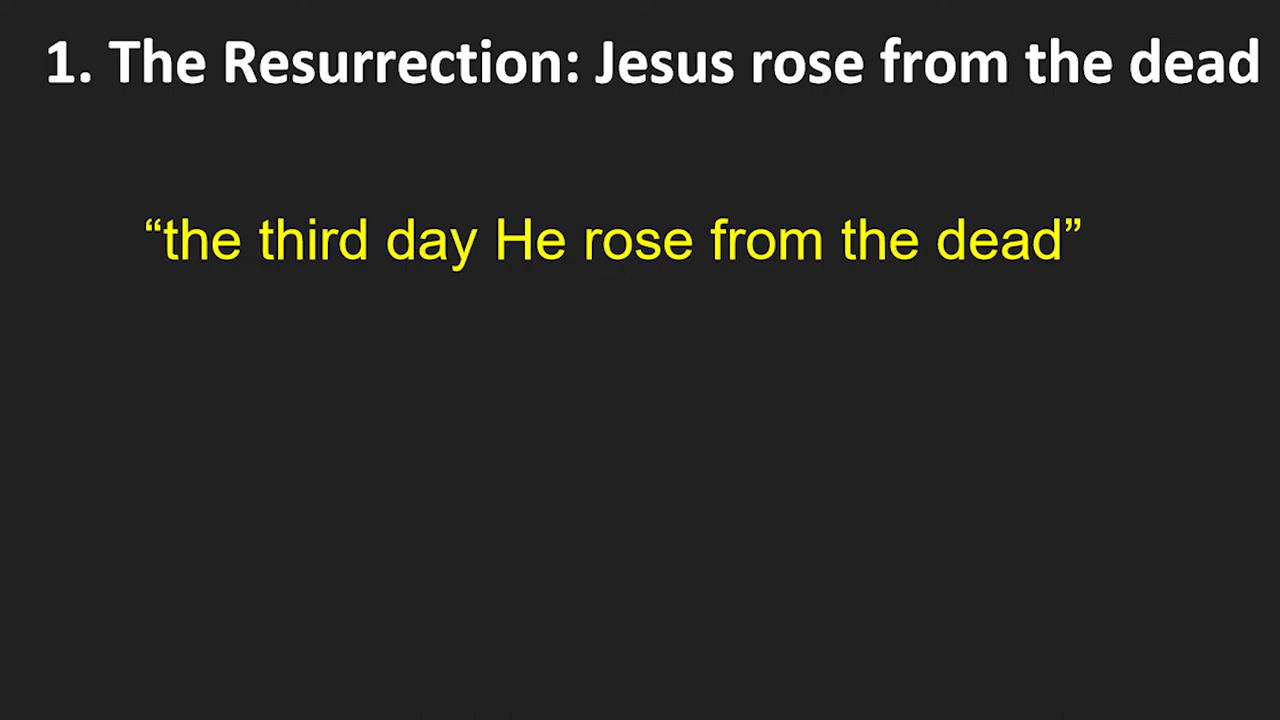 1. The Resurrection: Jesus rose from the dead
“the third day He rose from the dead”